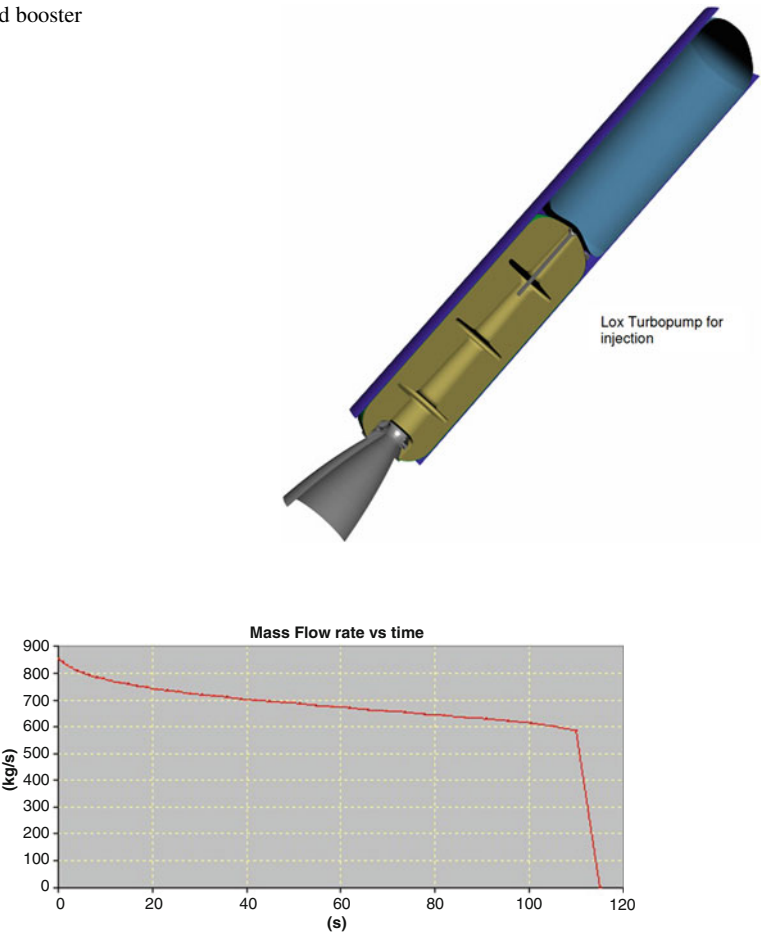 d booster
Lox Turbopump for
injection
Mass Flow rate vs time
900
800
700
600
500
400
300
200
100
0
(kg/s)
0 20 40 60 80 100 120
(s)